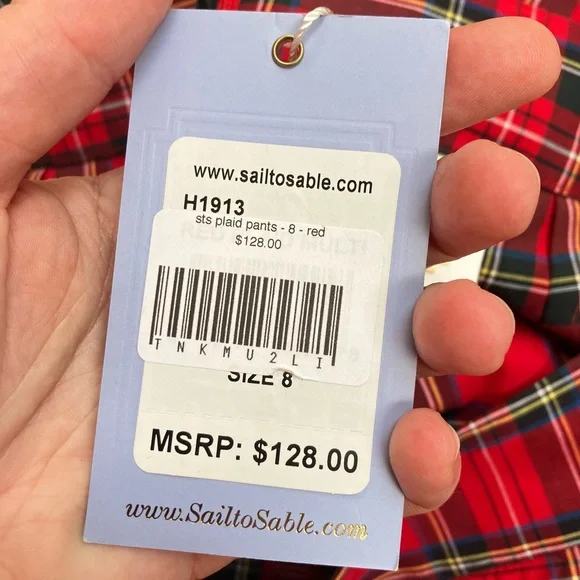 www.sailtosable.com
H1913
sts plaid pants - 8 - red
$128.00
TNKMU2LI
SIZE 8
MSRP: $128.00
www.SailtoSable.com